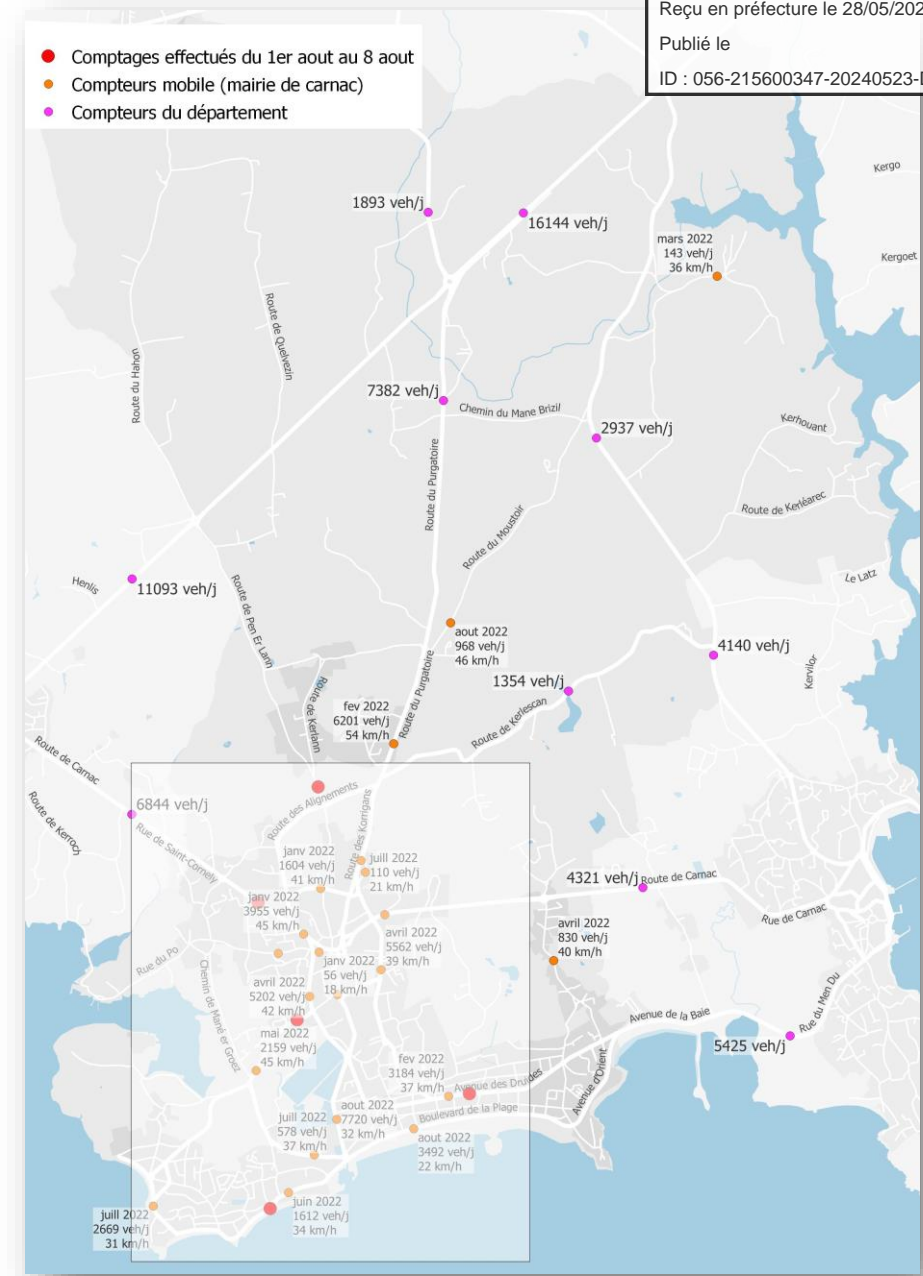 Reçu en préfecture le 28/05/202
Publié le
ID : 056-215600347-20240523-
Comptages effectués du 1er aout au 8 aout
Compteurs mobile (mairie de carnac)
Compteurs du département
Kergo
1893 veh/j
16144 veh/j
mars 2022
143 veh/j
36 km/h
Kergoet
Route de Quelvezin
Route du Hahon
7382 veh/j
Chemin du Mane Brizil
2937 veh/j
Kerhouant
Route du Purgatoire
Route de Kerléarec
Route du Moustoir
Henlis
11093 veh/j
Le Latz
Route de Pen Er Lann
aout 2022
968 veh/j
46 km/h
4140 veh/j
Kervilor
1354 veh/j
Route de Kerlann
Route du Purgatoire
fev 2022
6201 veh/j
54 km/h
Route de Kerlescan
Route de Carnac
Route de Kerroch
6844 veh/j
Rue de Saint-Cornely
Route des Alignements
Route des Korrigans
janv 2022
1604 veh/j
41 km/h
juill 2022
110 veh/j
21 km/h
4321 veh/j
Route de Carnac
janv 2022
3955 veh/j
45 km/h
Rue de Carnac
avril 2022
830 veh/j
40 km/h
avril 2022
5562 veh/j
39 km/h
Rue du Po
janv 2022
56 veh/j
18 km/h
Chemin de Mané er Groez
avril 2022
5202 veh/j
42 km/h
mai 2022
2159 veh/j
45 km/h
Avenue de la Baie
Rue du Men Du
5425 veh/j
fev 2022
3184 veh/j
37 km/h
Avenue des Druides
Avenue d'Orient
Boulevard de la Plage
aout 2022
7720 veh/j
32 km/h
juill 2022
578 veh/j
37 km/h
aout 2022
3492 veh/j
22 km/h
juin 2022
1612 veh/j
34 km/h
juill 2022
2669 veh/j
31 km/h